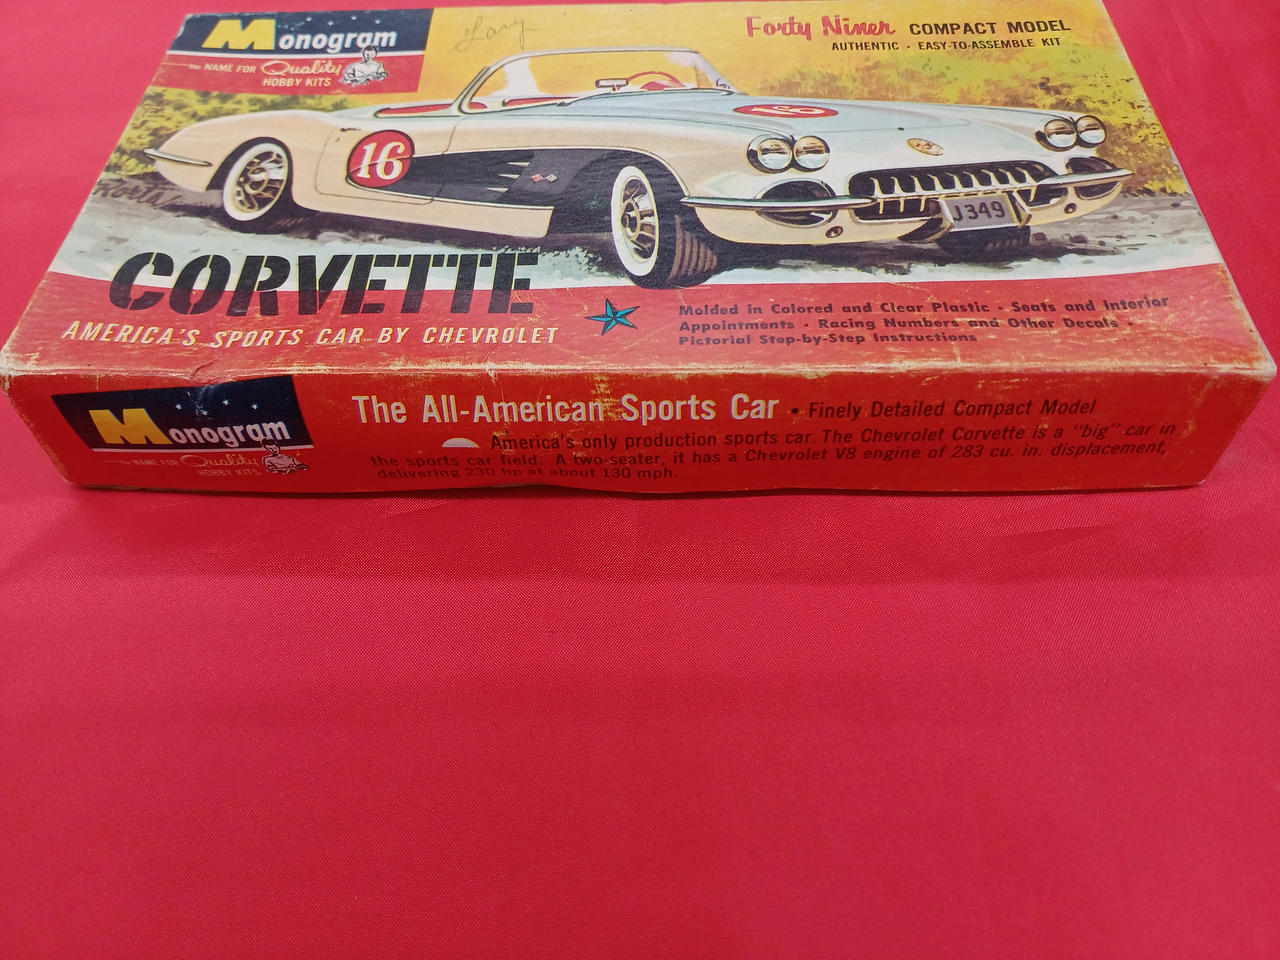 Monogram
the NAME FOR Quality
HOBBY KITS
Forty Niner COMPACT MODEL
AUTHENTIC · EASY-TO-ASSEMBLE KIT
16
16
J349
CORVETTE
AMERICA'S SPORTS CAR BY CHEVROLET
Molded in Colored and Clear Plastic · Seats and Interior
Appointments · Racing Numbers and Other Decals ·
Pictorial Step-by-Step Instructions
Monogram
the NAME FOR Quality
HOBBY KITS
The All-American Sports Car · Finely Detailed Compact Model
America's only production sports car. The Chevrolet Corvette is a "big" car in
the sports car field. A two-seater, it has a Chevrolet V8 engine of 283 cu. in. displacement,
delivering 230 hp at about 130 mph.